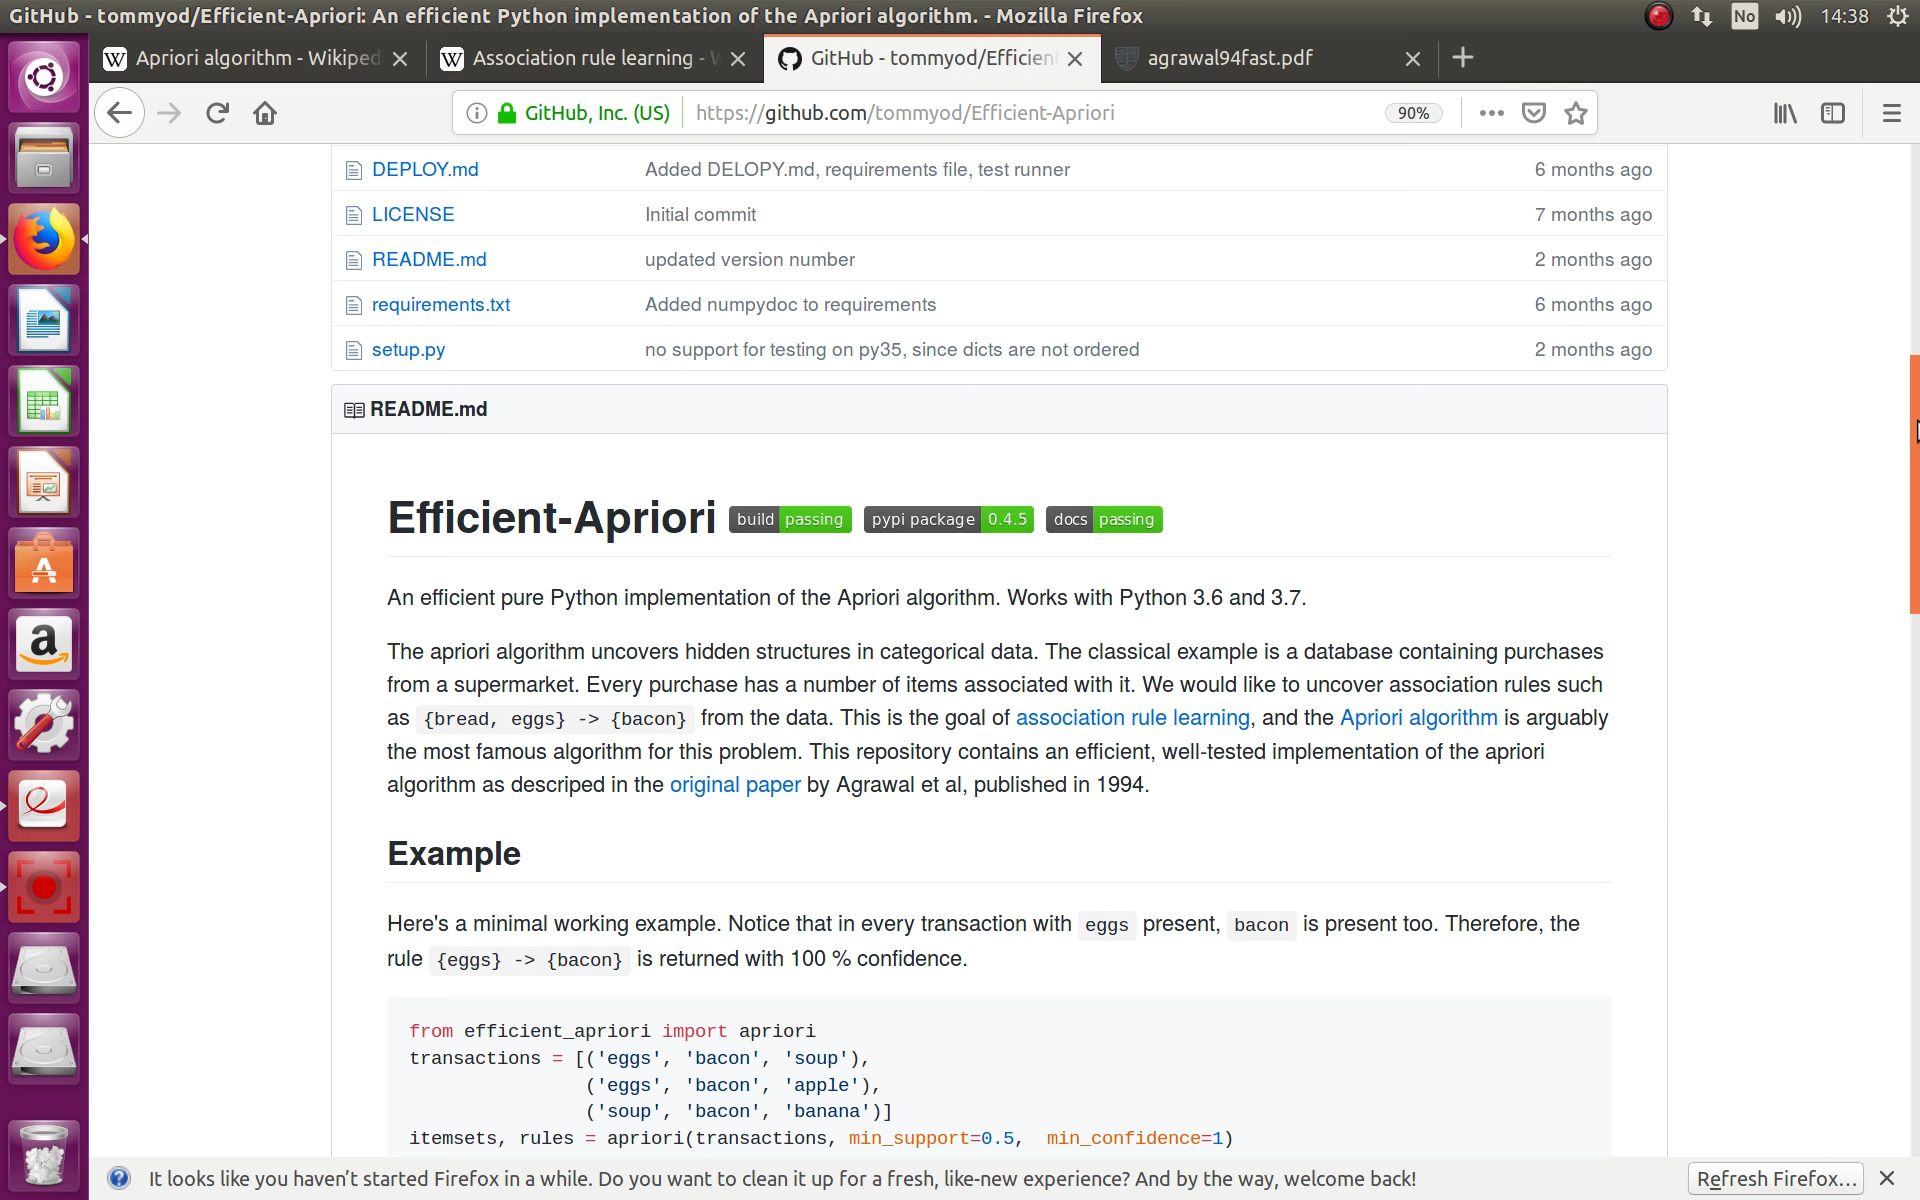 GitHub - tommyod/Efficient-Apriori: An efficient Python implementation of the Apriori algorithm. - Mozilla Firefox
No
14:38
Apriori algorithm - Wikiped
Association rule learning - W
GitHub - tommyod/Efficien
agrawal94fast.pdf
GitHub, Inc. (US)
https://github.com/tommyod/Efficient-Apriori
90%
DEPLOY.md Added DELOPY.md, requirements file, test runner 6 months ago
LICENSE Initial commit 7 months ago
README.md updated version number 2 months ago
requirements.txt Added numpydoc to requirements 6 months ago
setup.py no support for testing on py35, since dicts are not ordered 2 months ago
README.md
Efficient-Apriori build passing pypi package 0.4.5 docs passing
An efficient pure Python implementation of the Apriori algorithm. Works with Python 3.6 and 3.7.
The apriori algorithm uncovers hidden structures in categorical data. The classical example is a database containing purchases
from a supermarket. Every purchase has a number of items associated with it. We would like to uncover association rules such
as {bread, eggs} -> {bacon} from the data. This is the goal of association rule learning, and the Apriori algorithm is arguably
the most famous algorithm for this problem. This repository contains an efficient, well-tested implementation of the apriori
algorithm as descriped in the original paper by Agrawal et al, published in 1994.
Example
Here's a minimal working example. Notice that in every transaction with eggs present, bacon is present too. Therefore, the
rule {eggs} -> {bacon} is returned with 100 % confidence.
from efficient_apriori import apriori
transactions = [('eggs', 'bacon', 'soup'),
('eggs', 'bacon', 'apple'),
('soup', 'bacon', 'banana')]
itemsets, rules = apriori(transactions, min_support=0.5, min_confidence=1)
It looks like you haven't started Firefox in a while. Do you want to clean it up for a fresh, like-new experience? And by the way, welcome back!
Refresh Firefox...